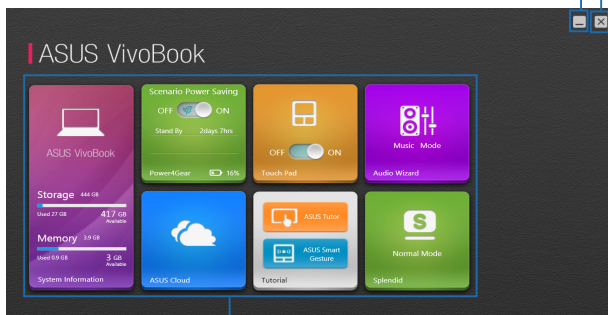 ASUS VivoBook
ASUS VivoBook
Storage 444 GB
Used 27 GB 417 GB
Available
Memory 3.9 GB
Used 0.9 GB 3 GB
Available
System Information
Scenario Power Saving
OFF ON
Stand By 2days 7hrs
Power4Gear 16%
OFF ON
Touch Pad
Music Mode
Audio Wizard
ASUS Cloud
ASUS Tutor
ASUS Smart
Gesture
Tutorial
S
Normal Mode
Splendid